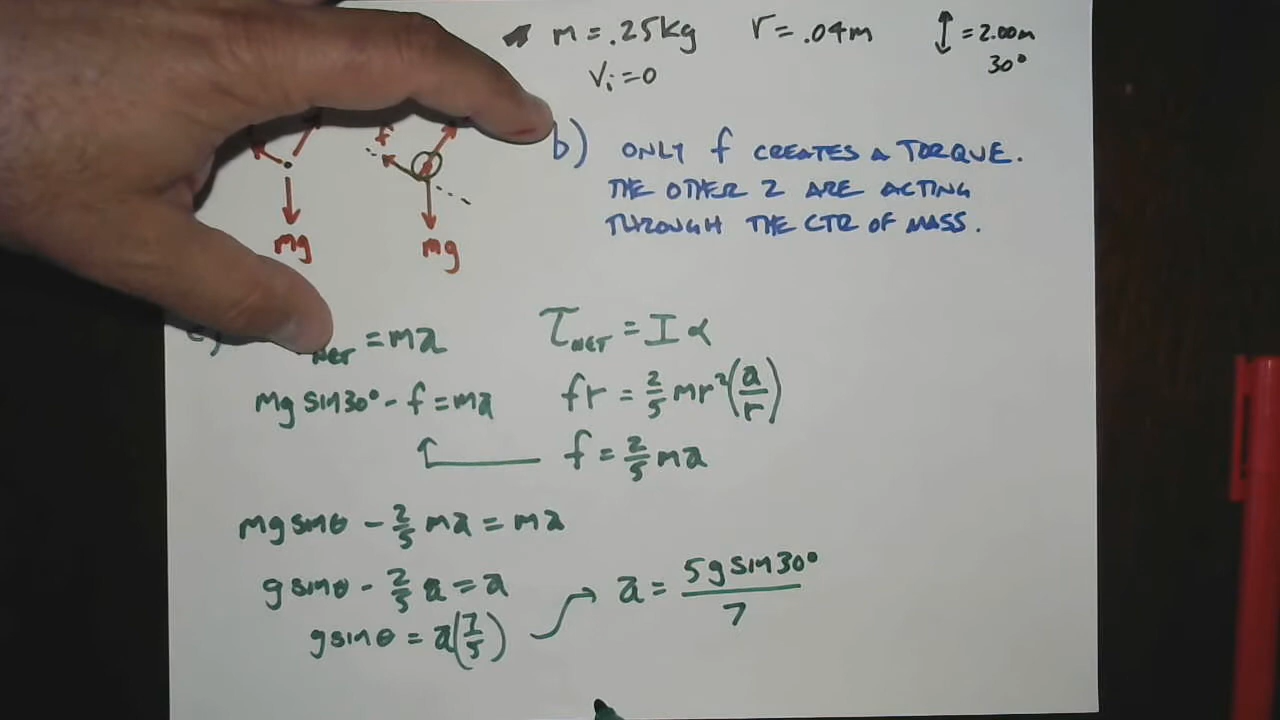 m = .25kg r = .04m ↕ = 2.00m
30°
Vi = 0
b) ONLY f CREATES A TORQUE.
THE OTHER 2 ARE ACTING
THROUGH THE CTR OF MASS.
f
mg mg
NET = ma τNET = Iα
mg sin30° - f = ma fr = 2/5 mr²(a/r)
f = 2/5 ma
mg sinθ - 2/5 ma = ma
g sinθ - 2/5 a = a
g sinθ = a(7/5) → a = 5g sin30°/7